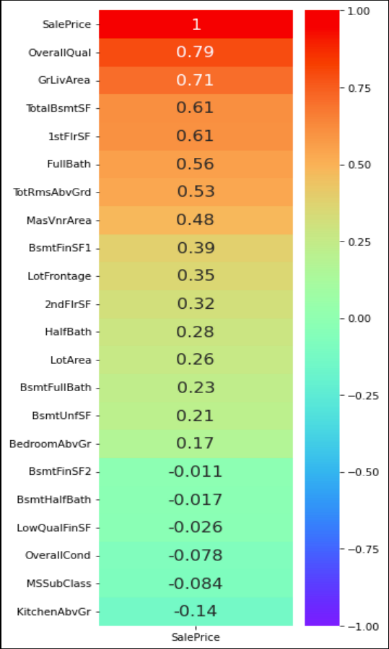 SalePrice 1
OverallQual 0.79
GrLivArea 0.71
TotalBsmtSF 0.61
1stFlrSF 0.61
FullBath 0.56
TotRmsAbvGrd 0.53
MasVnrArea 0.48
BsmtFinSF1 0.39
LotFrontage 0.35
2ndFlrSF 0.32
HalfBath 0.28
LotArea 0.26
BsmtFullBath 0.23
BsmtUnfSF 0.21
BedroomAbvGr 0.17
BsmtFinSF2 -0.011
BsmtHalfBath -0.017
LowQualFinSF -0.026
OverallCond -0.078
MSSubClass -0.084
KitchenAbvGr -0.14
SalePrice
1.00
0.75
0.50
0.25
0.00
−0.25
−0.50
−0.75
−1.00